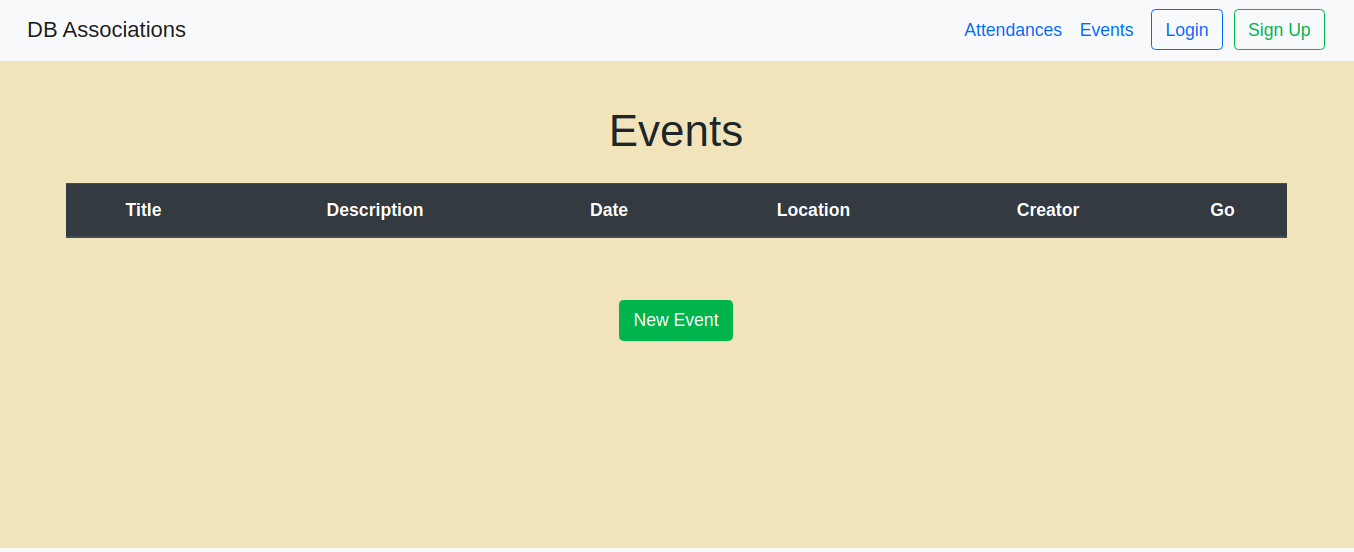 DB Associations Attendances Events Login Sign Up
Events
Title Description Date Location Creator Go
New Event